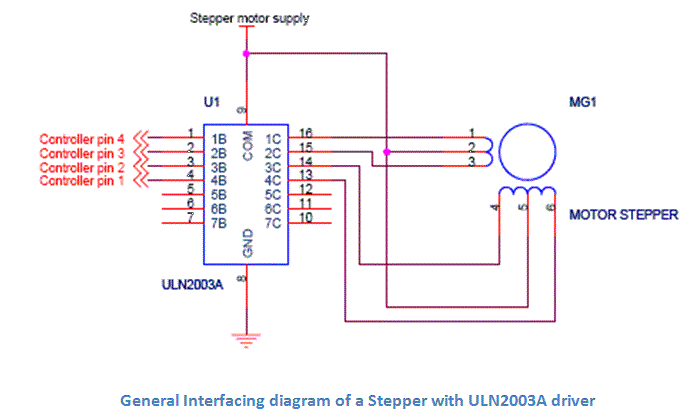 Stepper motor supply
U1
MG1
9
Controller pin 4 1 1B COM 1C 16 1
Controller pin 3 2 2B 2C 15 2
Controller pin 2 3 3B 3C 14 3
Controller pin 1 4 4B 4C 13
5 5B 5C 12
6 6B 6C 11
7 7B 7C 10
4 5 6
MOTOR STEPPER
GND
ULN2003A
8
General Interfacing diagram of a Stepper with ULN2003A driver